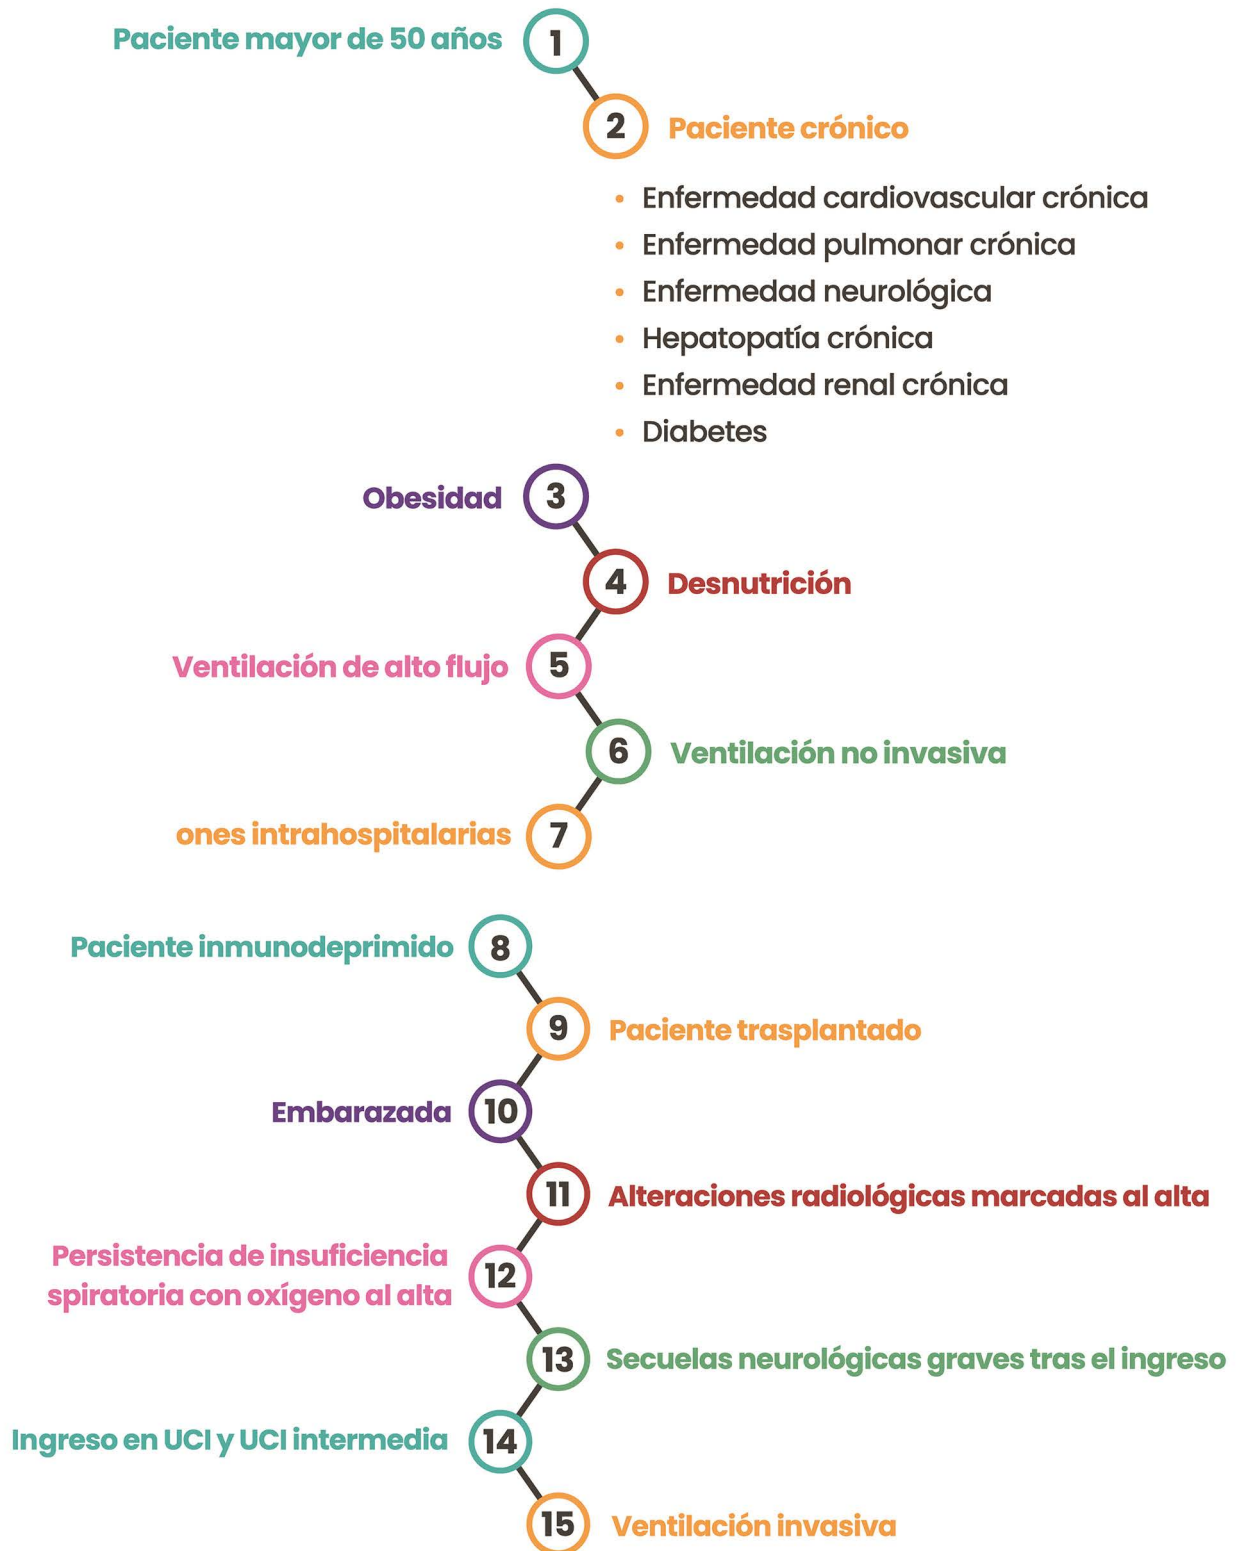 Paciente mayor de 50 años
1
2
Paciente crónico
• Enfermedad cardiovascular crónica
• Enfermedad pulmonar crónica
• Enfermedad neurológica
• Hepatopatía crónica
• Enfermedad renal crónica
• Diabetes
Obesidad
3
4
Desnutrición
Ventilación de alto flujo
5
6
Ventilación no invasiva
ones intrahospitalarias
7
Paciente inmunodeprimido
8
9
Paciente trasplantado
Embarazada
10
11
Alteraciones radiológicas marcadas al alta
Persistencia de insuficiencia
spiratoria con oxígeno al alta
12
13
Secuelas neurológicas graves tras el ingreso
Ingreso en UCI y UCI intermedia
14
15
Ventilación invasiva